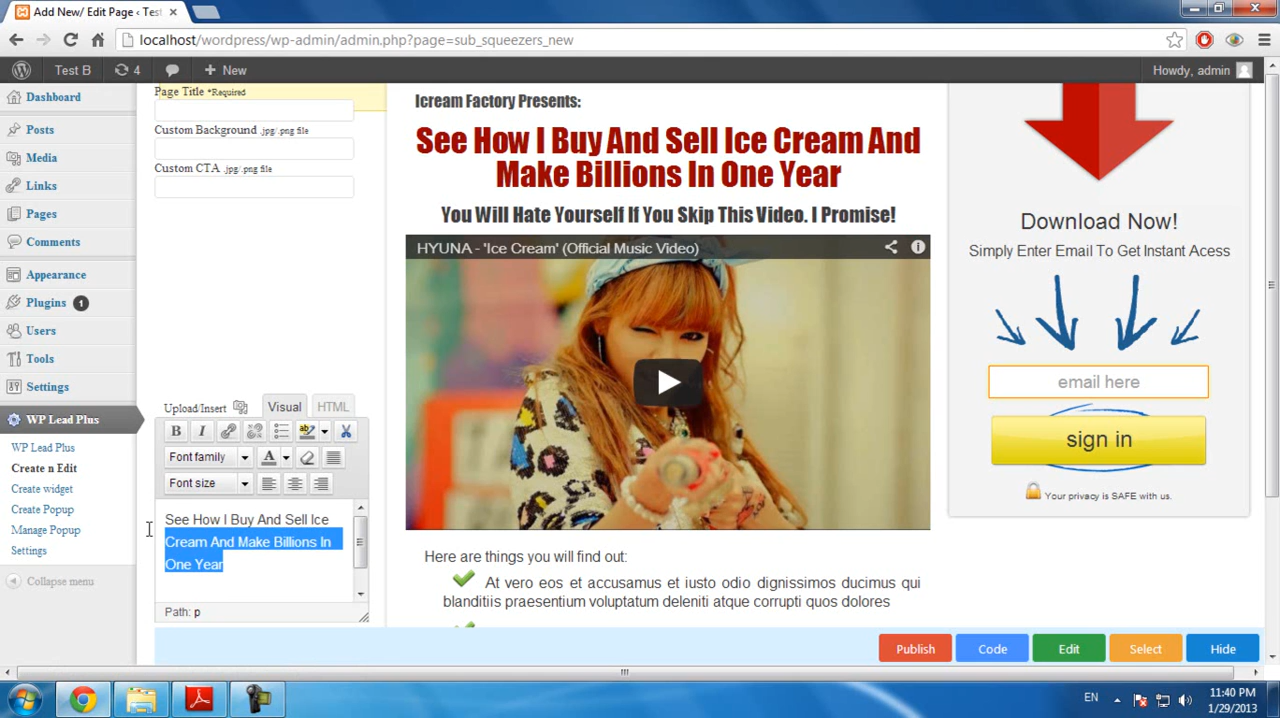 Add New/ Edit Page ‹ Test
localhost/wordpress/wp-admin/admin.php?page=sub_squeezers_new
Test B
4
New
Howdy, admin
Dashboard
Posts
Media
Links
Pages
Comments
Appearance
Plugins 1
Users
Tools
Settings
WP Lead Plus
WP Lead Plus
Create n Edit
Create widget
Create Popup
Manage Popup
Settings
Collapse menu
Page Title *Required
Custom Background .jpg/.png file
Custom CTA .jpg/.png file
Upload/Insert
Visual
HTML
B I
ABC
Font family
A
Font size
See How I Buy And Sell Ice
Cream And Make Billions In
One Year
Path: p
Icream Factory Presents:
See How I Buy And Sell Ice Cream And
Make Billions In One Year
You Will Hate Yourself If You Skip This Video. I Promise!
HYUNA - 'Ice Cream' (Official Music Video)
Here are things you will find out:
At vero eos et accusamus et iusto odio dignissimos ducimus qui
blanditiis praesentium voluptatum deleniti atque corrupti quos dolores
Download Now!
Simply Enter Email To Get Instant Acess
email here
sign in
Your privacy is SAFE with us.
Publish
Code
Edit
Select
Hide
EN
11:40 PM
1/29/2013